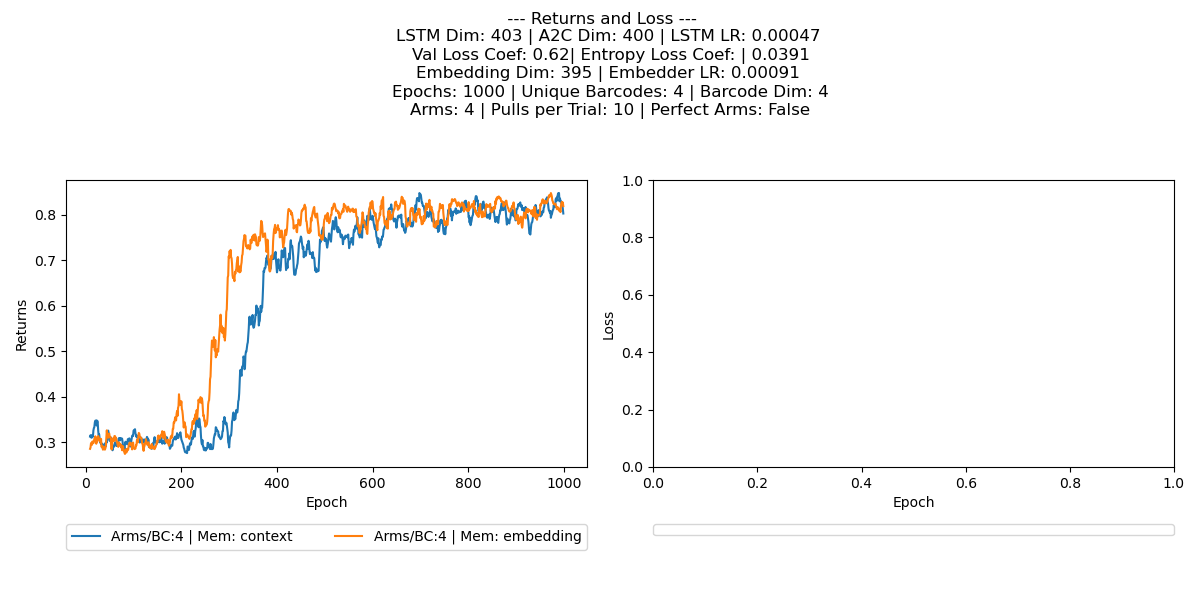 --- Returns and Loss ---
LSTM Dim: 403 | A2C Dim: 400 | LSTM LR: 0.00047
Val Loss Coef: 0.62| Entropy Loss Coef: | 0.0391
Embedding Dim: 395 | Embedder LR: 0.00091
Epochs: 1000 | Unique Barcodes: 4 | Barcode Dim: 4
Arms: 4 | Pulls per Trial: 10 | Perfect Arms: False
Returns
0.8
0.7
0.6
0.5
0.4
0.3
0 200 400 600 800 1000
Epoch
Arms/BC:4 | Mem: context
Arms/BC:4 | Mem: embedding
Loss
1.0
0.8
0.6
0.4
0.2
0.0
0.0 0.2 0.4 0.6 0.8 1.0
Epoch